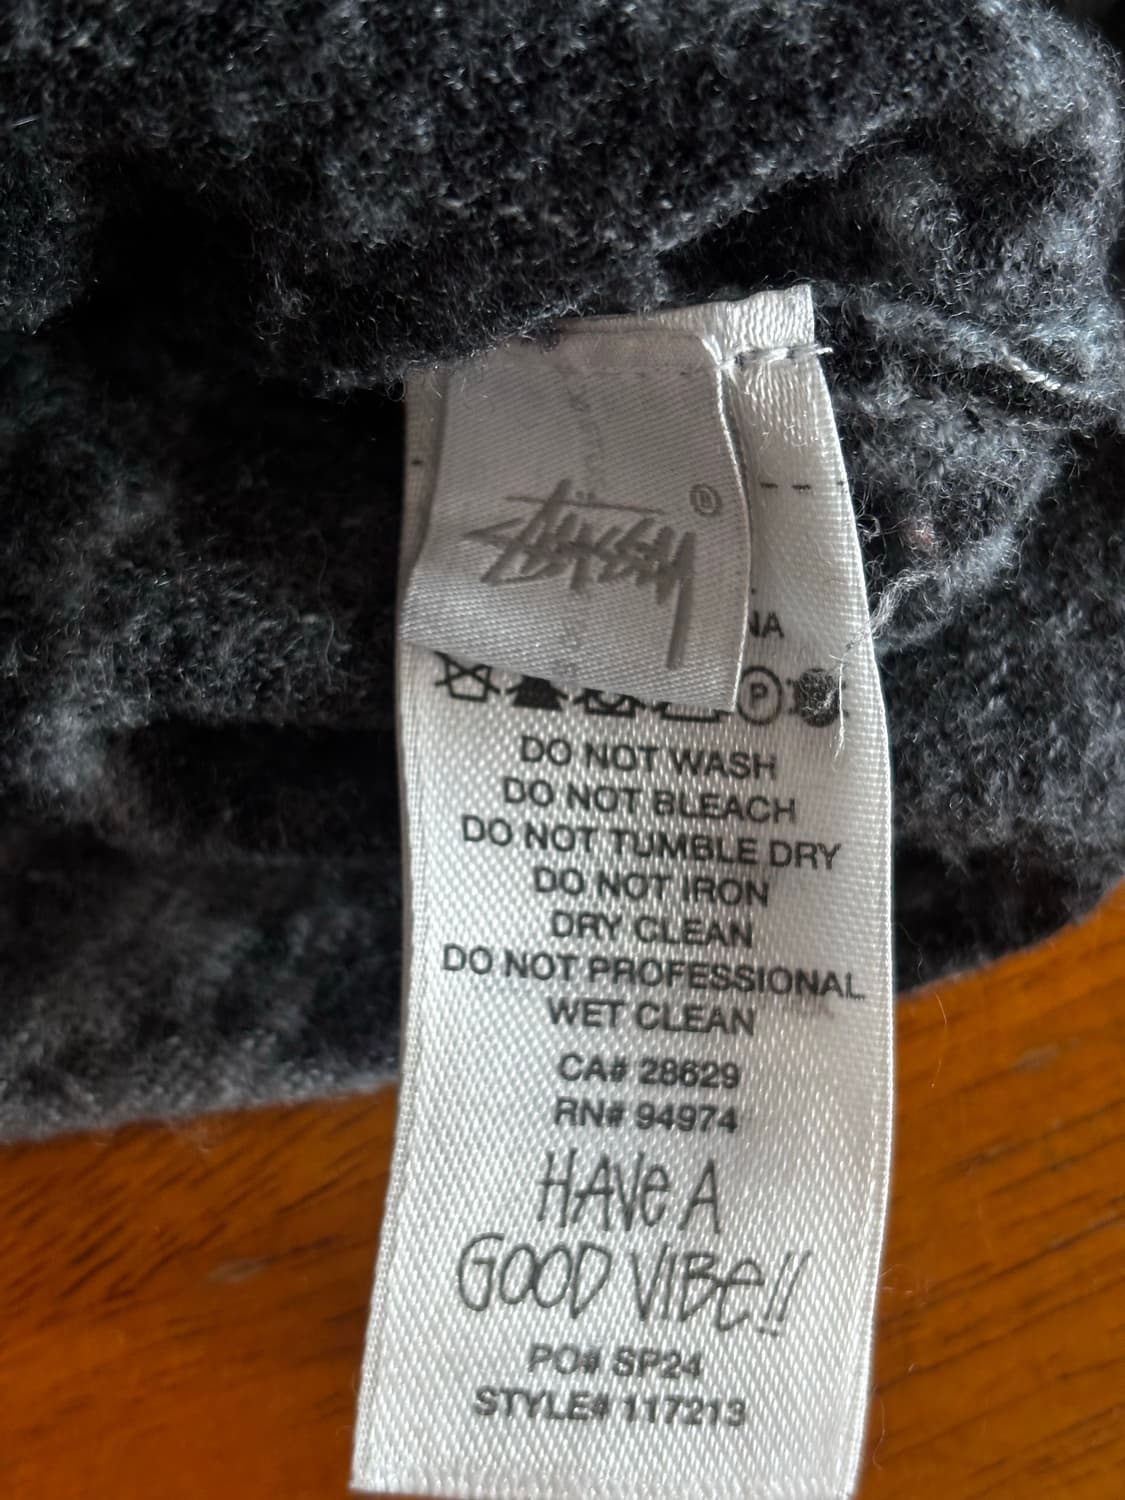 STÜSSY ®
NA
P
DO NOT WASH
DO NOT BLEACH
DO NOT TUMBLE DRY
DO NOT IRON
DRY CLEAN
DO NOT PROFESSIONAL
WET CLEAN
CA# 28629
RN# 94974
HAVe A
GOOD VIBe!!
PO# SP24
STYLE# 117213